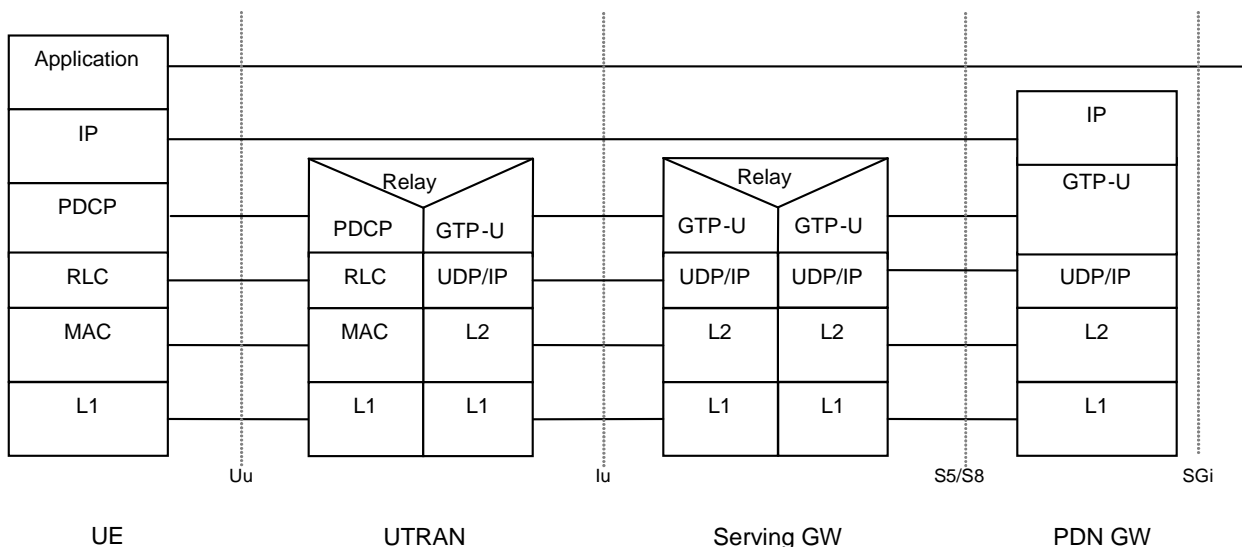 Application
IP
IP
Relay
Relay
GTP-U
PDCP
PDCP
GTP-U
GTP-U
GTP-U
RLC
RLC
UDP/IP
UDP/IP
UDP/IP
UDP/IP
MAC
MAC
L2
L2
L2
L2
L1
L1
L1
L1
L1
L1
Uu
Iu
S5/S8
SGi
UE
UTRAN
Serving GW
PDN GW